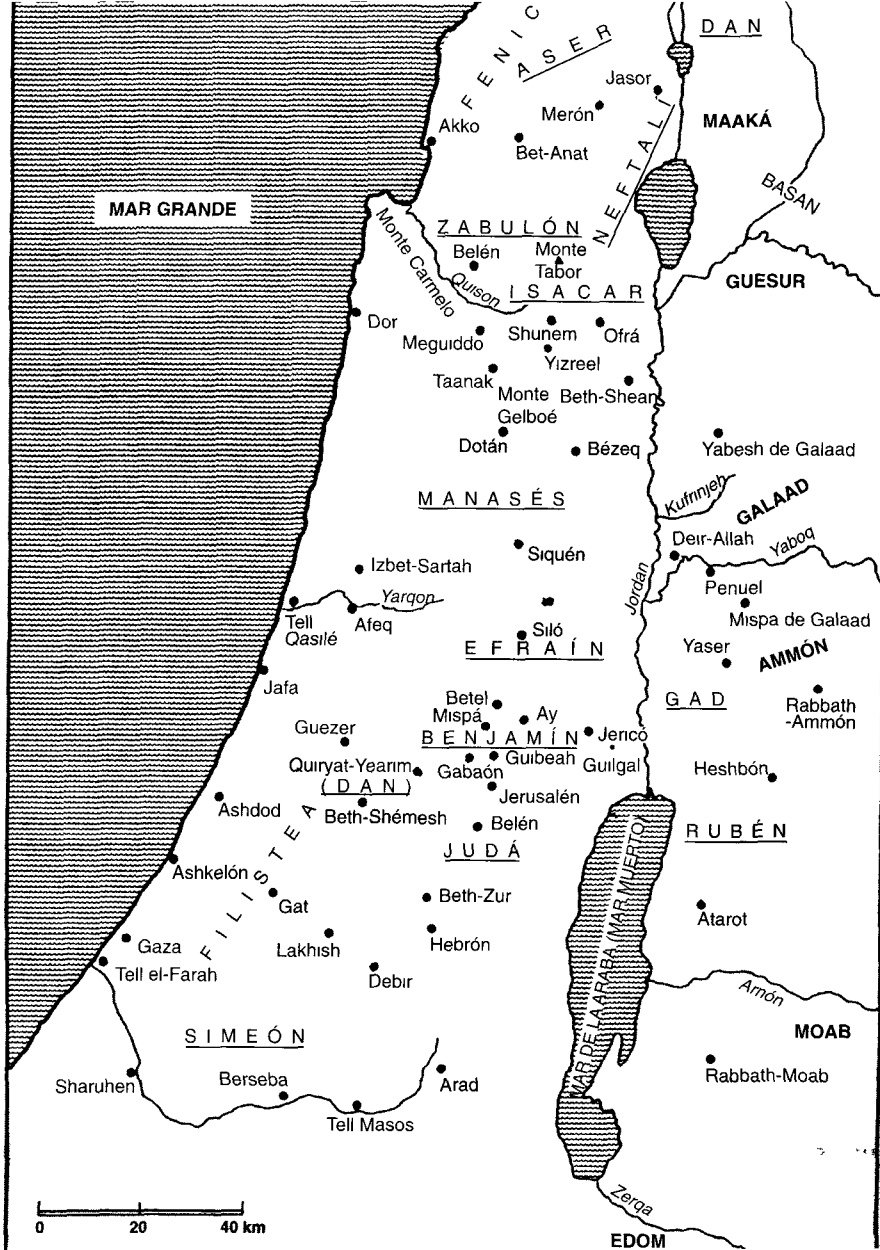 FENIC
ASER
DAN
Jasor
Merón
MAAKÁ
Akko
Bet-Anat
NEFTALÍ
BASAN
MAR GRANDE
Monte Carmelo
ZABULÓN
Belén
Monte
Tabor
Quison
ISACAR
GUESUR
Dor
Meguiddo
Shunem
Ofrá
Yizreel
Taanak
Monte
Gelboé
Beth-Shean
Dotán
Bézeq
Yabesh de Galaad
MANASÉS
Kufrinjeh
GALAAD
Siquén
Deir-Allah
Yaboq
Izbet-Sartah
Penuel
Jordan
Yarqon
Tell
Qasilé
Afeq
Mispa de Galaad
Siló
EFRAÍN
Yaser
AMMÓN
Jafa
GAD
Rabbath
-Ammón
Betel
Mispá
Ay
Guezer
BENJAMÍN
Jericó
Quiryat-Yearim
Gabaón
Guibeah
Guilgal
Heshbón
(DAN)
Jerusalén
Ashdod
Beth-Shémesh
Belén
RUBÉN
JUDÁ
FILISTEA
Ashkelón
Gat
Beth-Zur
MAR DE LA ARABA (MAR MUERTO)
Atarot
Gaza
Lakhish
Hebrón
Tell el-Farah
Debir
Arnón
SIMEÓN
MOAB
Sharuhen
Berseba
Arad
Rabbath-Moab
Tell Masos
Zerqa
0 20 40 km
EDOM